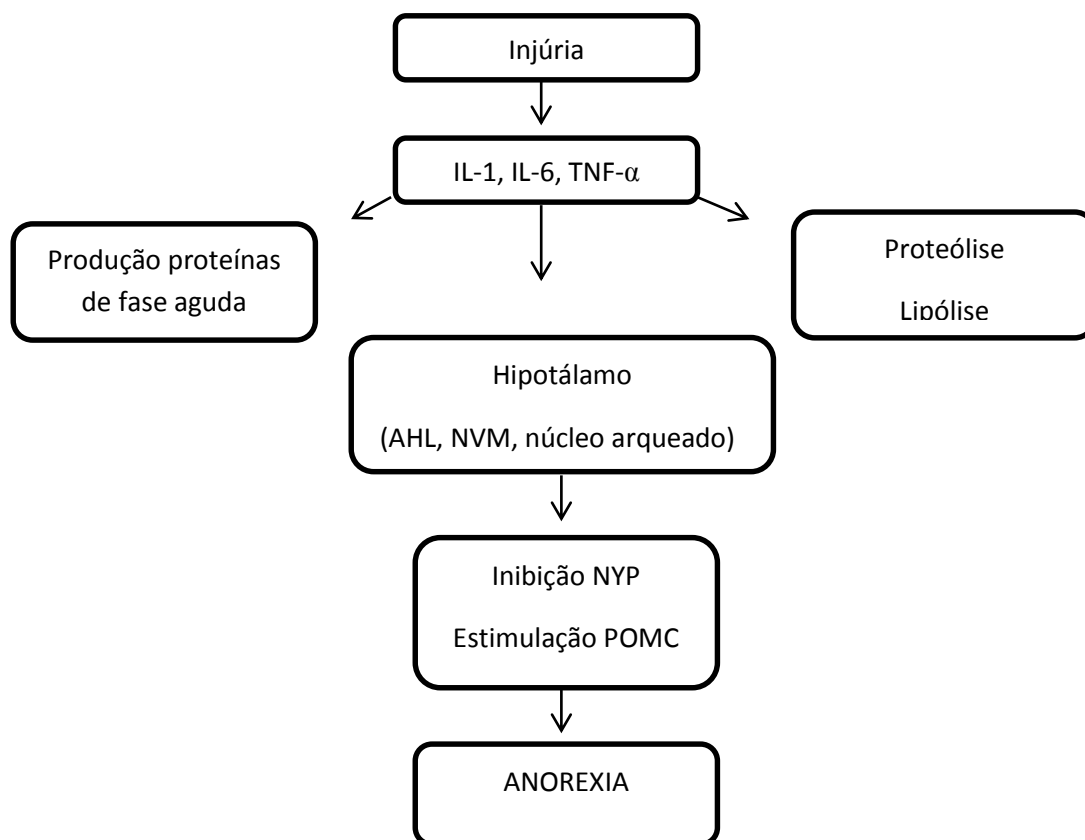 Injúria
IL-1, IL-6, TNF-α
Produção proteínas
de fase aguda
Proteólise
Lipólise
Hipotálamo
(AHL, NVM, núcleo arqueado)
Inibição NYP
Estimulação POMC
ANOREXIA